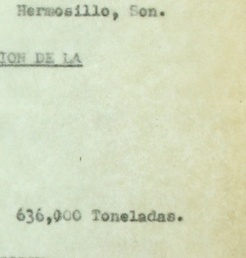 Hermosillo, Son.
ION DE LA
636,000 Toneladas.